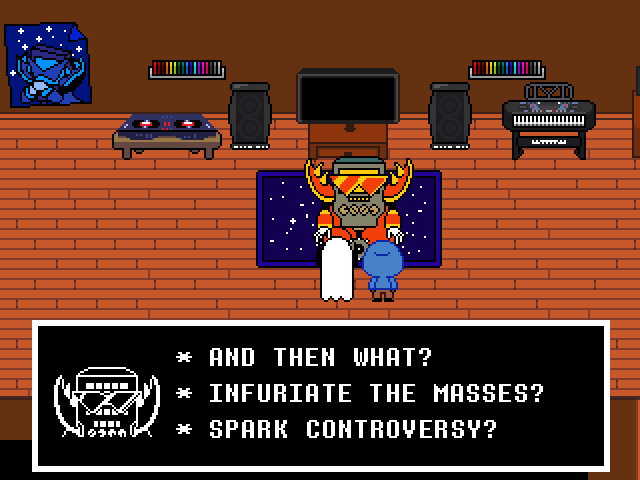 * AND THEN WHAT?
* INFURIATE THE MASSES?
* SPARK CONTROVERSY?